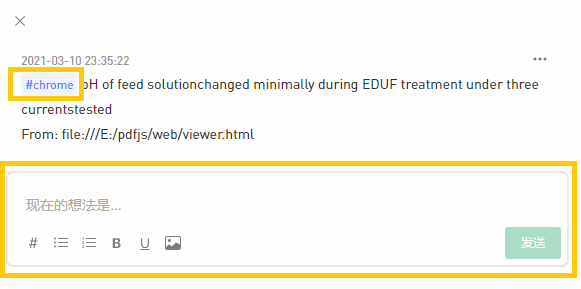 2021-03-10 23:35:22
#chrome pH of feed solutionchanged minimally during EDUF treatment under three
currentstested
From: file:///E:/pdfjs/web/viewer.html
现在的想法是...
# B U 发送